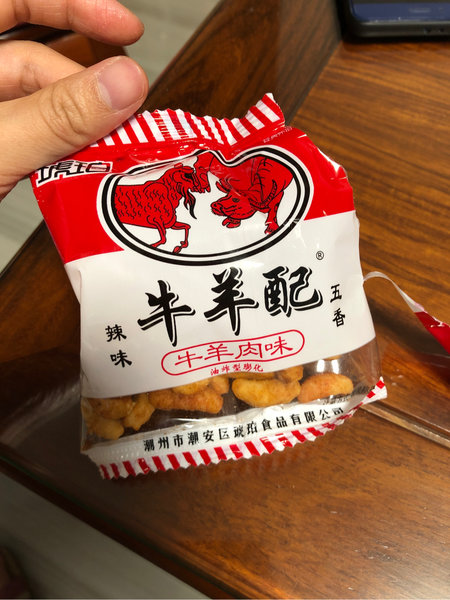 琥珀
牛羊配®
辣味
五香
牛羊肉味
油炸型膨化
潮州市潮安区琥珀食品有限公司